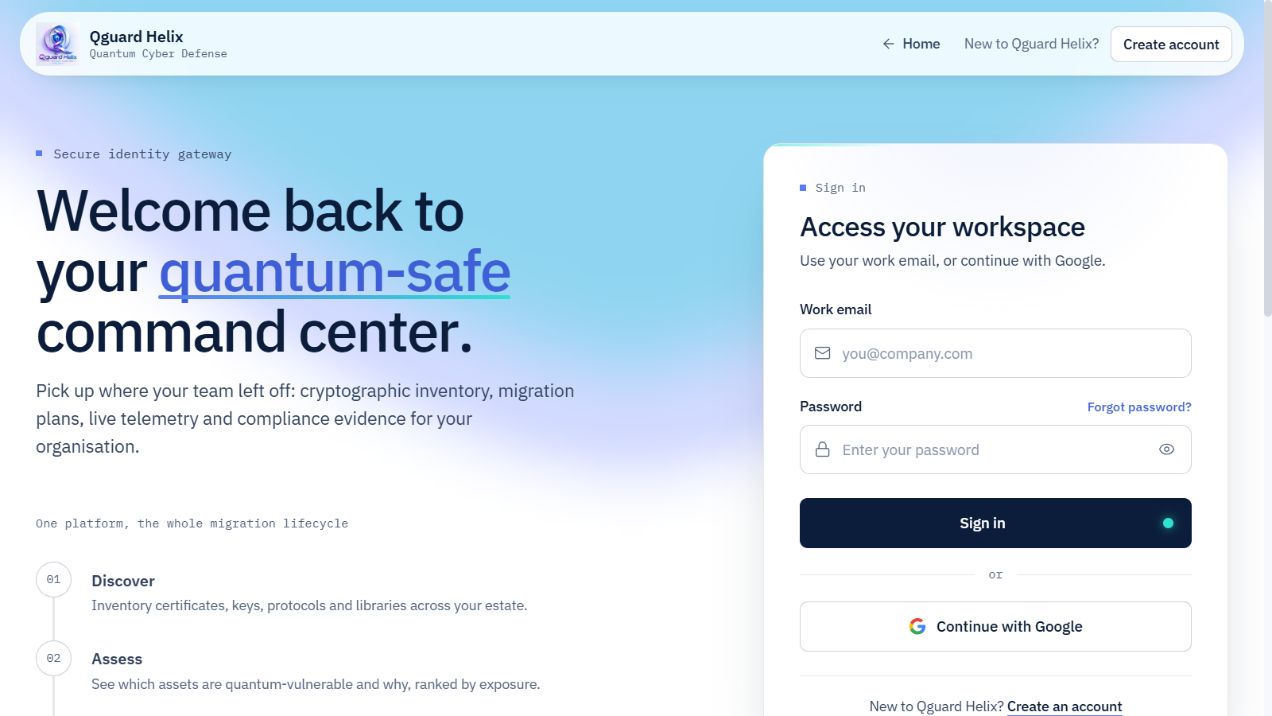 Qguard Helix
Qguard Helix
Quantum Cyber Defense
← Home
New to Qguard Helix?
Create account
Secure identity gateway
Welcome back to
your quantum-safe
command center.
Pick up where your team left off: cryptographic inventory, migration
plans, live telemetry and compliance evidence for your
organisation.
One platform, the whole migration lifecycle
01
Discover
Inventory certificates, keys, protocols and libraries across your estate.
02
Assess
See which assets are quantum-vulnerable and why, ranked by exposure.
Sign in
Access your workspace
Use your work email, or continue with Google.
Work email
you@company.com
Password
Forgot password?
Enter your password
Sign in
or
Continue with Google
New to Qguard Helix? Create an account